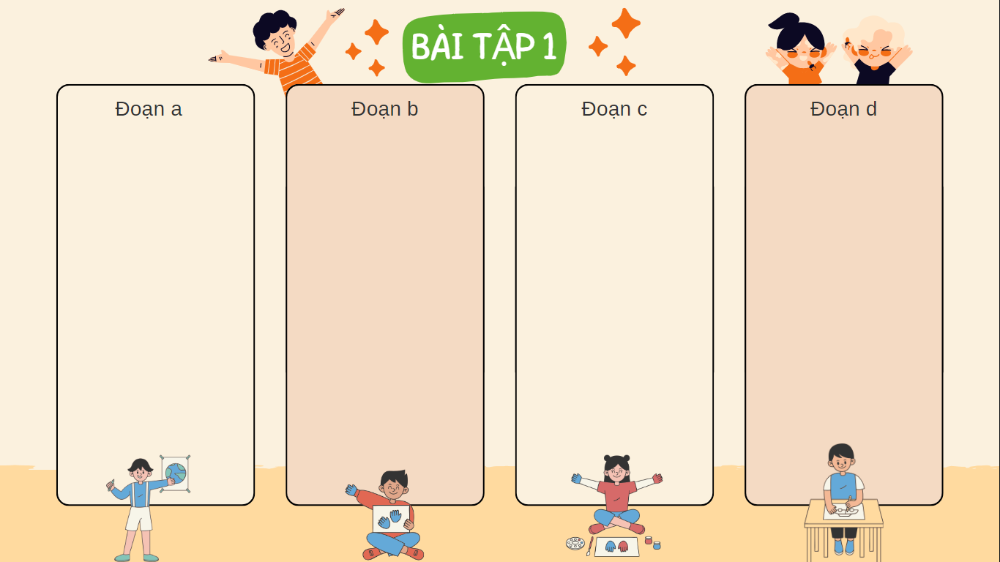 BÀI TẬP 1
Đoạn a
Đoạn b
Đoạn c
Đoạn d